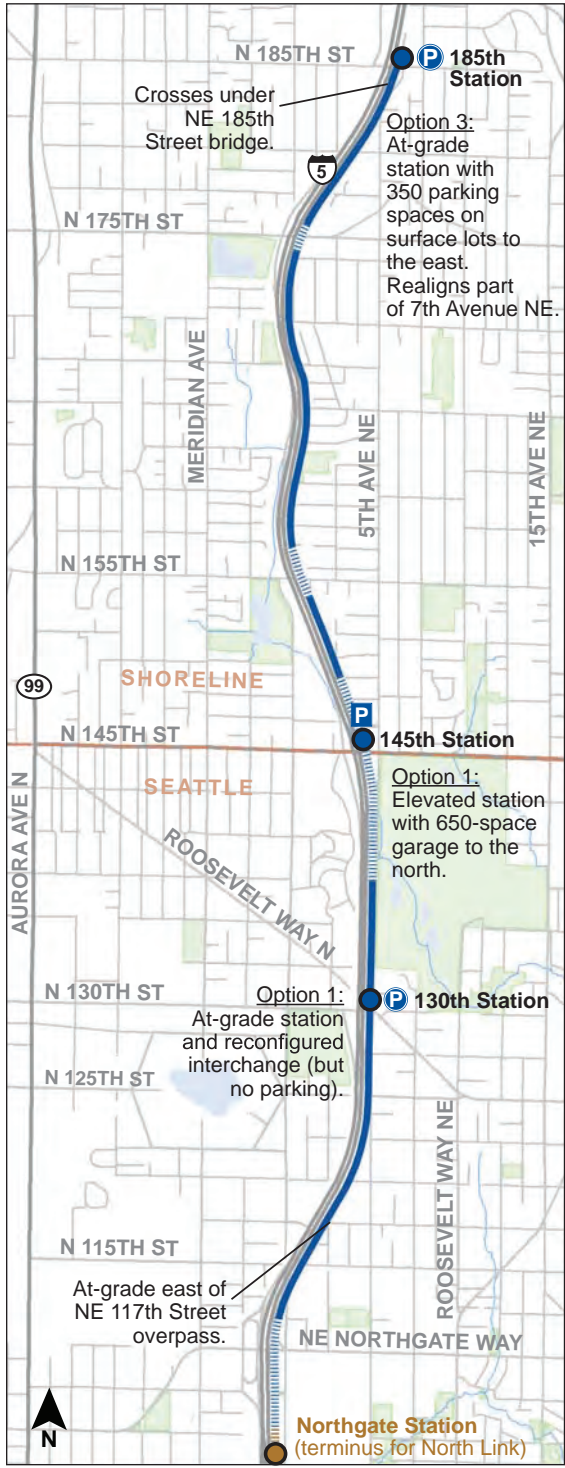 N 185TH ST
P 185th
Station
Crosses under
NE 185th
Street bridge.
Option 3:
At-grade
station with
350 parking
spaces on
surface lots to
the east.
Realigns part
of 7th Avenue NE.
5
N 175TH ST
MERIDIAN AVE
5TH AVE NE
15TH AVE NE
N 155TH ST
99
SHORELINE
P
145th Station
N 145TH ST
SEATTLE
Option 1:
Elevated station
with 650-space
garage to the
north.
AURORA AVE N
ROOSEVELT WAY N
N 130TH ST
P 130th Station
Option 1:
At-grade station
and reconfigured
interchange (but
no parking).
N 125TH ST
ROOSEVELT WAY NE
N 115TH ST
At-grade east of
NE 117th Street
overpass.
NE NORTHGATE WAY
N
Northgate Station
(terminus for North Link)